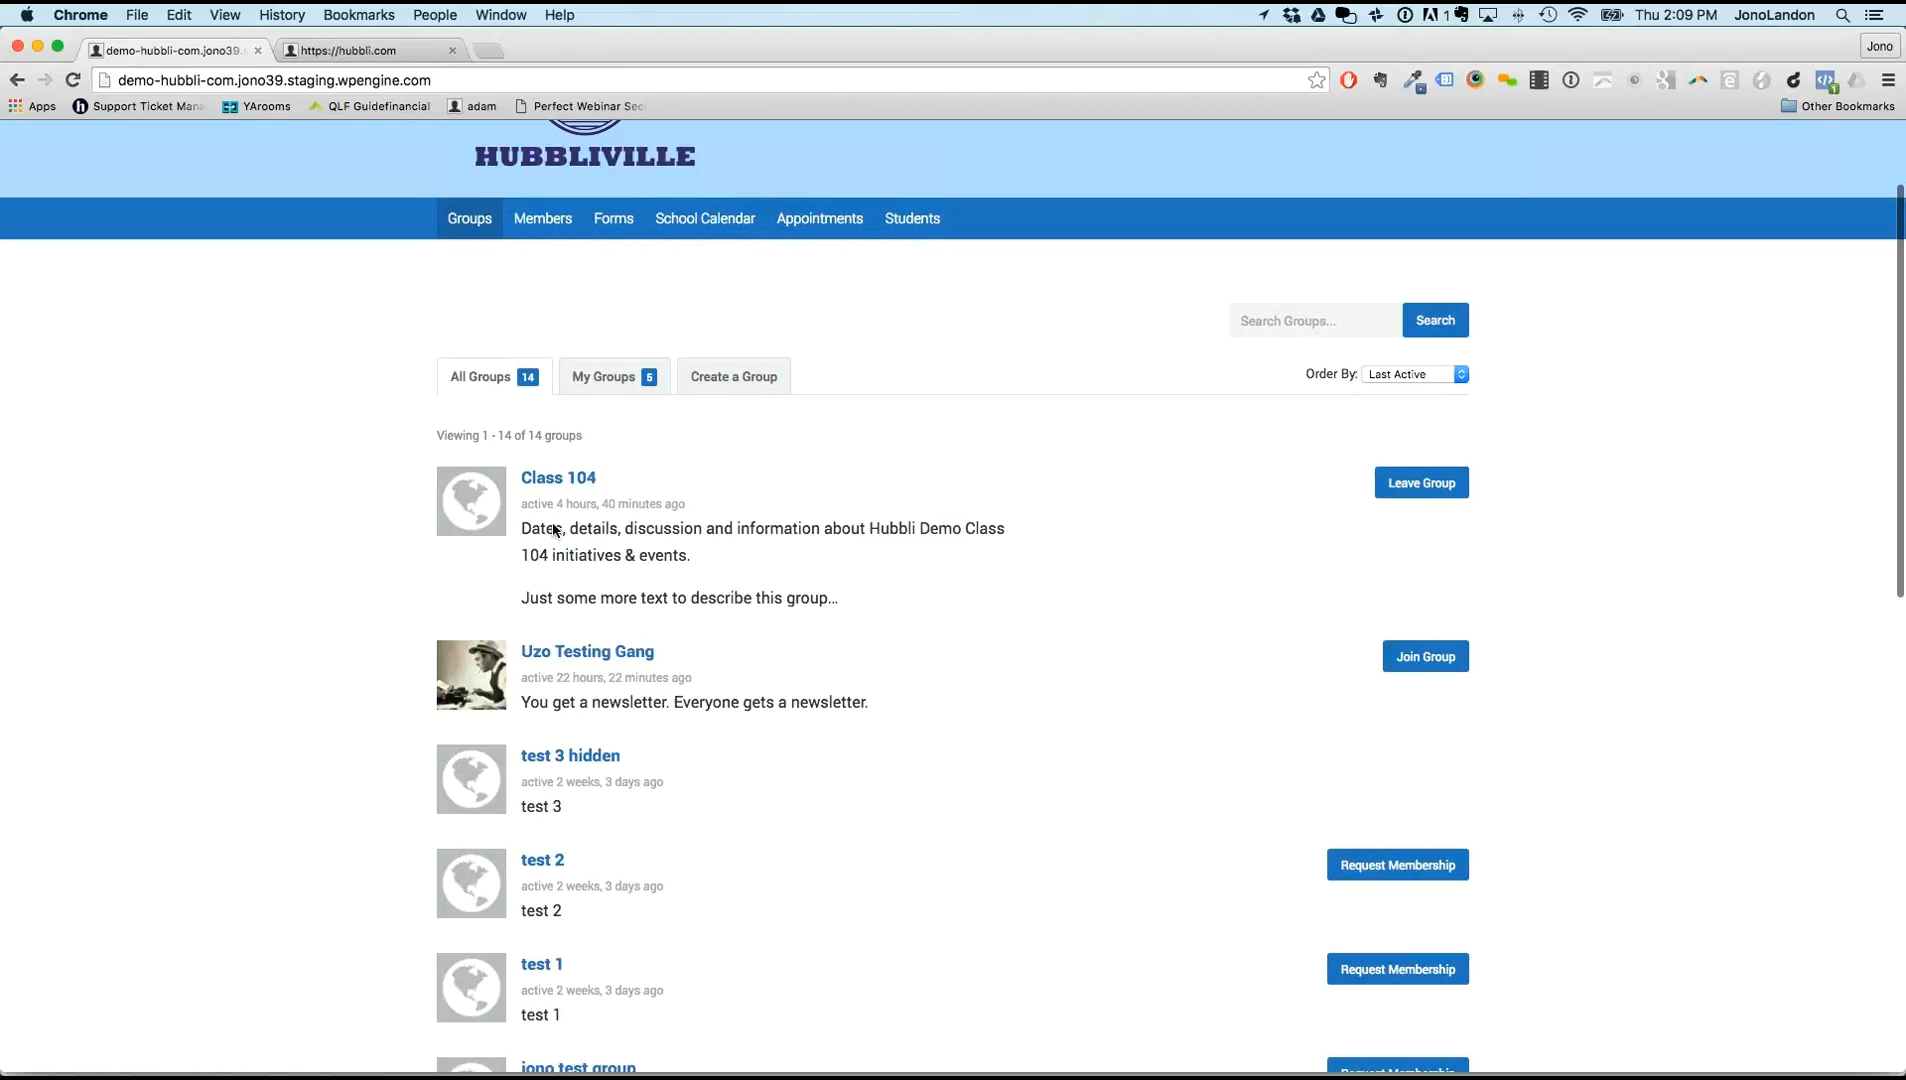 Chrome File Edit View History Bookmarks People Window Help 1 Thu 2:09 PM JonoLandon
demo-hubbli-com.jono39. https://hubbli.com Jono
demo-hubbli-com.jono39.staging.wpengine.com
Apps Support Ticket Mana YArooms QLF Guidefinancial adam Perfect Webinar Sec Other Bookmarks
HUBBLIVILLE
Groups Members Forms School Calendar Appointments Students
Search Groups... Search
All Groups 14 My Groups 5 Create a Group Order By: Last Active
Viewing 1 - 14 of 14 groups
Class 104 Leave Group
active 4 hours, 40 minutes ago
Dates, details, discussion and information about Hubbli Demo Class
104 initiatives & events.
Just some more text to describe this group...
Uzo Testing Gang Join Group
active 22 hours, 22 minutes ago
You get a newsletter. Everyone gets a newsletter.
test 3 hidden
active 2 weeks, 3 days ago
test 3
test 2 Request Membership
active 2 weeks, 3 days ago
test 2
test 1 Request Membership
active 2 weeks, 3 days ago
test 1
jono test group Request Membership